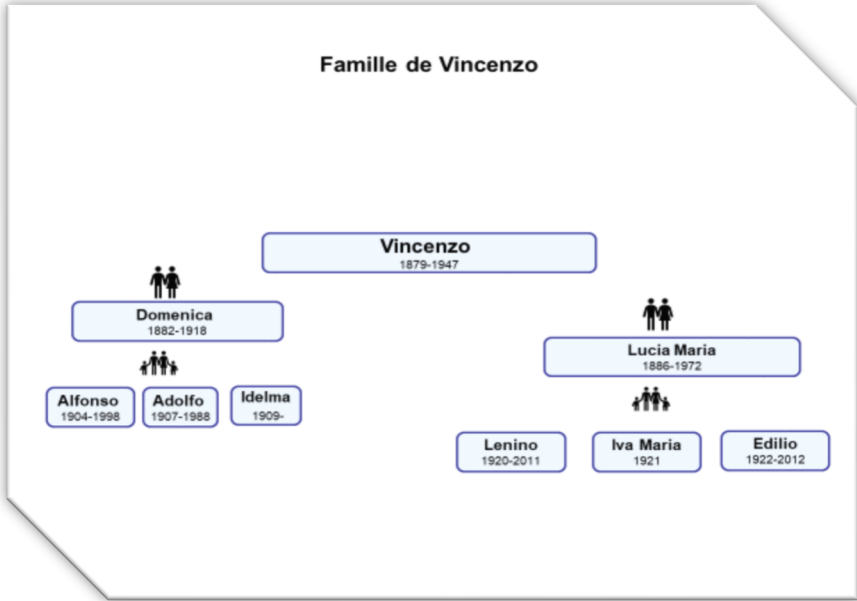 Famille de Vincenzo
Vincenzo
1879-1947
Domenica
1882-1918
Lucia Maria
1886-1972
Alfonso
1904-1998
Adolfo
1907-1988
Idelma
1909-
Lenino
1920-2011
Iva Maria
1921
Edilio
1922-2012